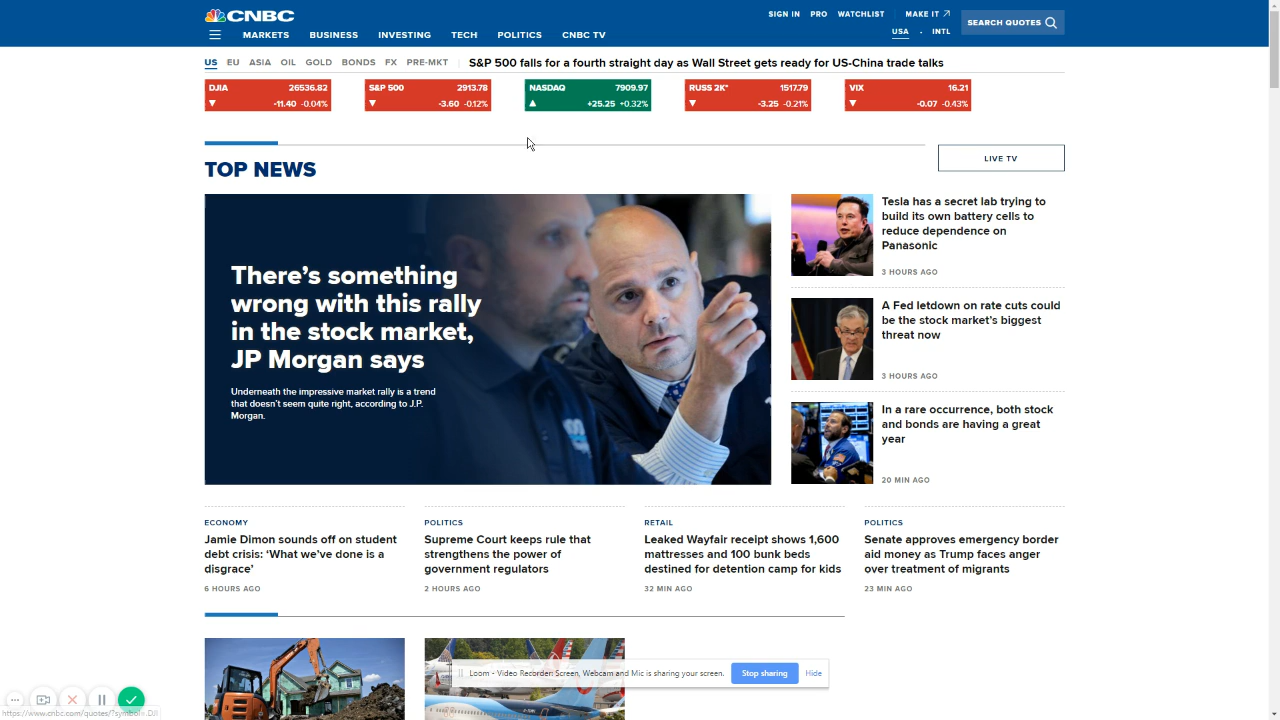 CNBC
SIGN IN PRO WATCHLIST MAKE IT
SEARCH QUOTES
MARKETS BUSINESS INVESTING TECH POLITICS CNBC TV
USA · INTL
US EU ASIA OIL GOLD BONDS FX PRE-MKT
S&P 500 falls for a fourth straight day as Wall Street gets ready for US-China trade talks
DJIA 26536.82
-11.40 -0.04%
S&P 500 2913.78
-3.60 -0.12%
NASDAQ 7909.97
+25.25 +0.32%
RUSS 2K* 1517.79
-3.25 -0.21%
VIX 16.21
-0.07 -0.43%
TOP NEWS
LIVE TV
There's something
wrong with this rally
in the stock market,
JP Morgan says
Underneath the impressive market rally is a trend
that doesn't seem quite right, according to J.P.
Morgan.
Tesla has a secret lab trying to
build its own battery cells to
reduce dependence on
Panasonic
3 HOURS AGO
A Fed letdown on rate cuts could
be the stock market's biggest
threat now
3 HOURS AGO
In a rare occurrence, both stock
and bonds are having a great
year
20 MIN AGO
ECONOMY
Jamie Dimon sounds off on student
debt crisis: 'What we've done is a
disgrace'
6 HOURS AGO
POLITICS
Supreme Court keeps rule that
strengthens the power of
government regulators
2 HOURS AGO
RETAIL
Leaked Wayfair receipt shows 1,600
mattresses and 100 bunk beds
destined for detention camp for kids
32 MIN AGO
POLITICS
Senate approves emergency border
aid money as Trump faces anger
over treatment of migrants
23 MIN AGO
Loom - Video Recorder: Screen, Webcam and Mic is sharing your screen.
Stop sharing
Hide
https://www.cnbc.com/quotes/?symbol=.DJI